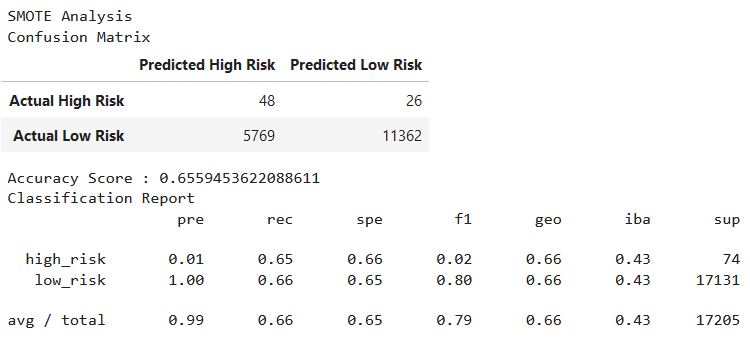 SMOTE Analysis
Confusion Matrix
Predicted High Risk Predicted Low Risk
Actual High Risk 48 26
Actual Low Risk 5769 11362
Accuracy Score : 0.6559453622088611
Classification Report
pre rec spe f1 geo iba sup
high_risk 0.01 0.65 0.66 0.02 0.66 0.43 74
low_risk 1.00 0.66 0.65 0.80 0.66 0.43 17131
avg / total 0.99 0.66 0.65 0.79 0.66 0.43 17205